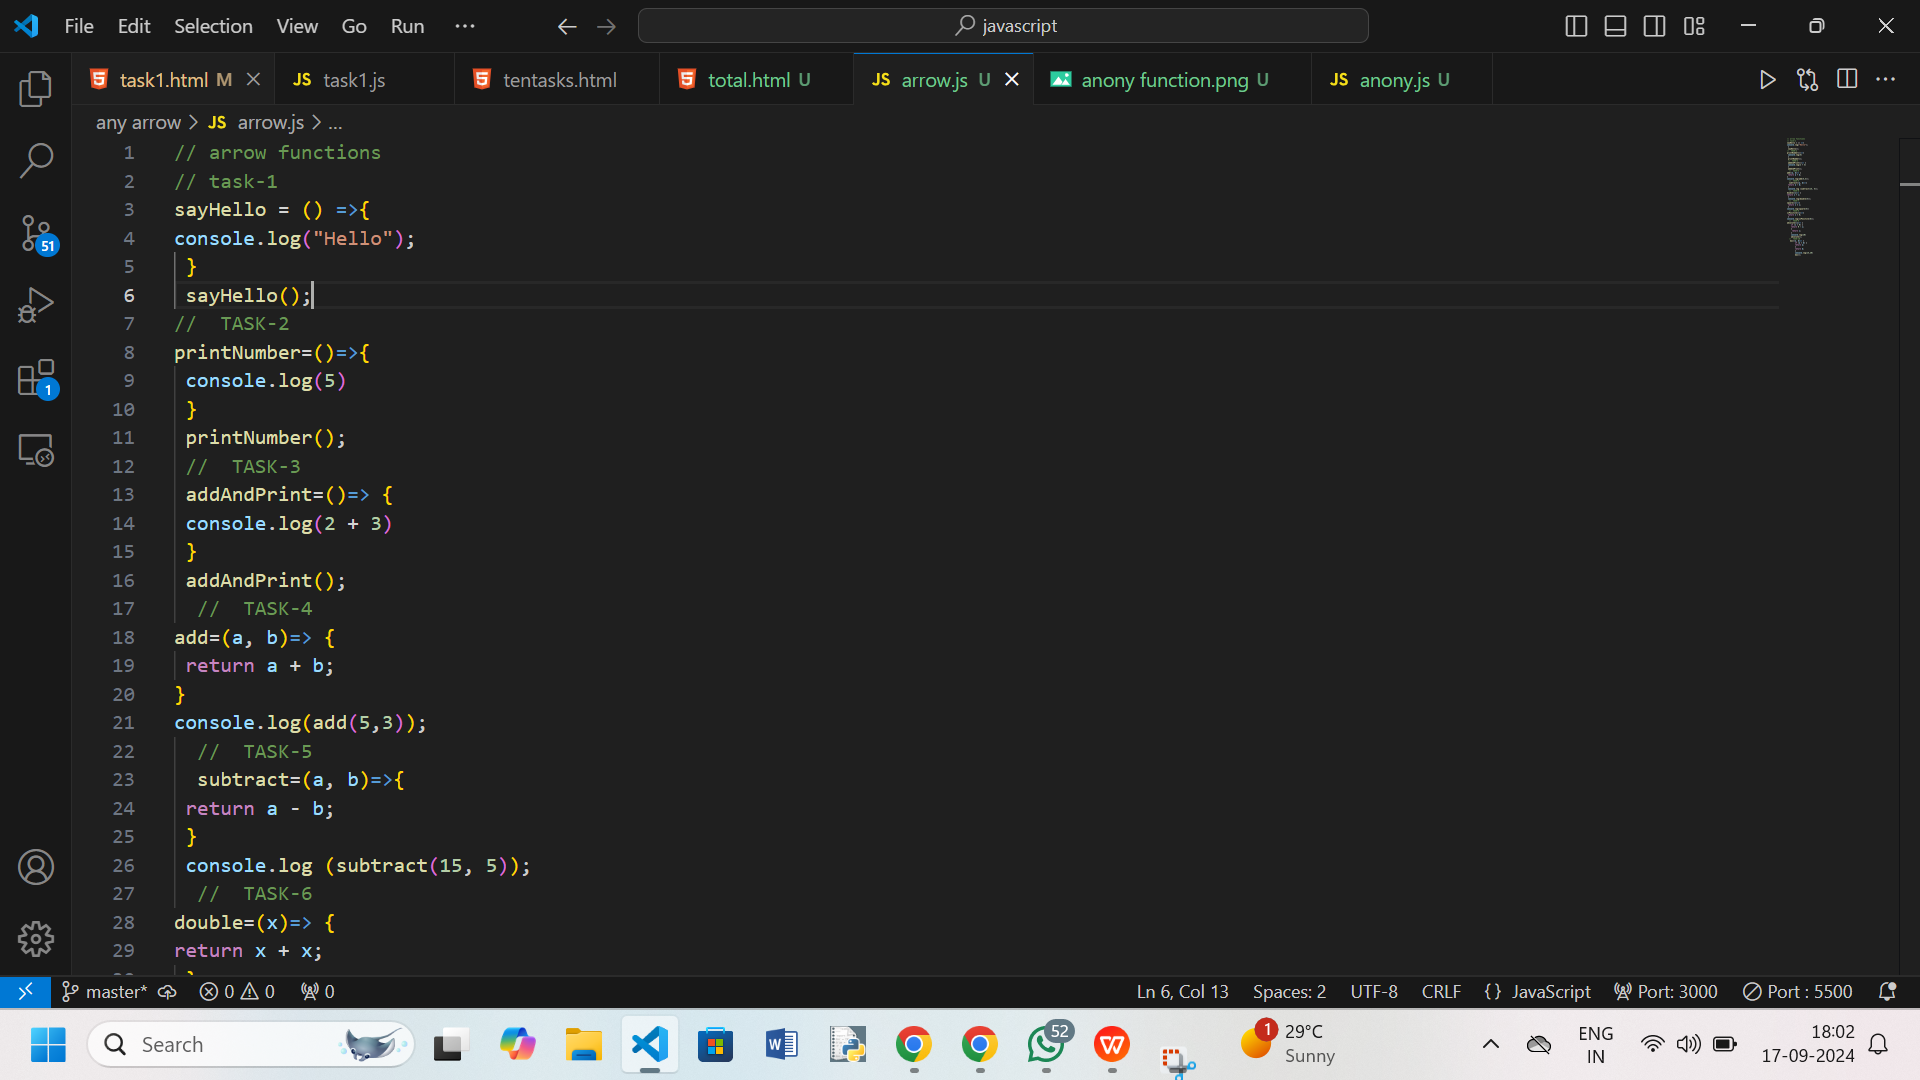 File Edit Selection View Go Run ··· javascript
task1.html M JS task1.js tentasks.html total.html U JS arrow.js U anony function.png U JS anony.js U
any arrow > JS arrow.js > ...
1 // arrow functions
2 // task-1
3 sayHello = () =>{
4 console.log("Hello");
5 }
6 sayHello();
7 //  TASK-2
8 printNumber=()=>{
9 console.log(5)
10 }
11 printNumber();
12 //  TASK-3
13 addAndPrint=()=> {
14 console.log(2 + 3)
15 }
16 addAndPrint();
17 //  TASK-4
18 add=(a, b)=> {
19 return a + b;
20 }
21 console.log(add(5,3));
22 //  TASK-5
23 subtract=(a, b)=>{
24 return a - b;
25 }
26 console.log (subtract(15, 5));
27 //  TASK-6
28 double=(x)=> {
29 return x + x;
51
1
master* 0 0 0 Ln 6, Col 13 Spaces: 2 UTF-8 CRLF {} JavaScript Port: 3000 Port : 5500
Search
W
52
W
1
29°C
Sunny
ENG
IN
18:02
17-09-2024